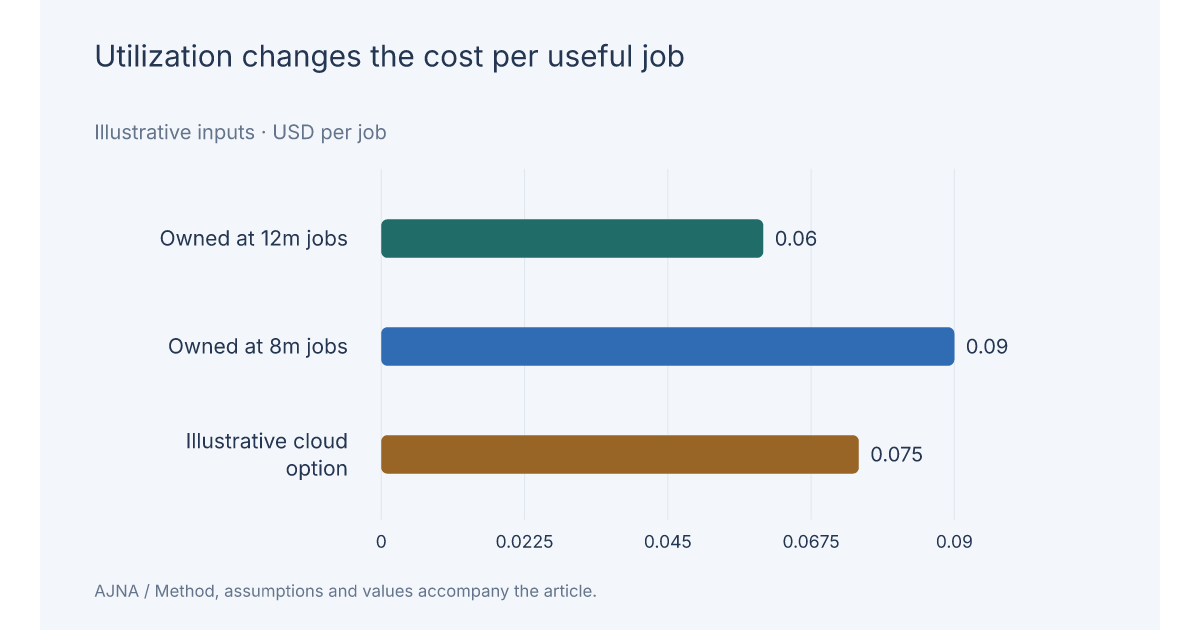 Utilization changes the cost per useful job
Illustrative inputs · USD per job
Owned at 12m jobs
0.06
Owned at 8m jobs
0.09
Illustrative cloud
option
0.075
0
0.0225
0.045
0.0675
0.09
AJNA / Method, assumptions and values accompany the article.